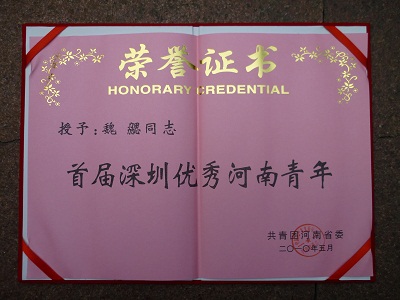 荣誉证书
HONORARY CREDENTIAL
授予:魏 勰同志
首届深圳优秀河南青年
共青团河南省委
二〇一〇年五月